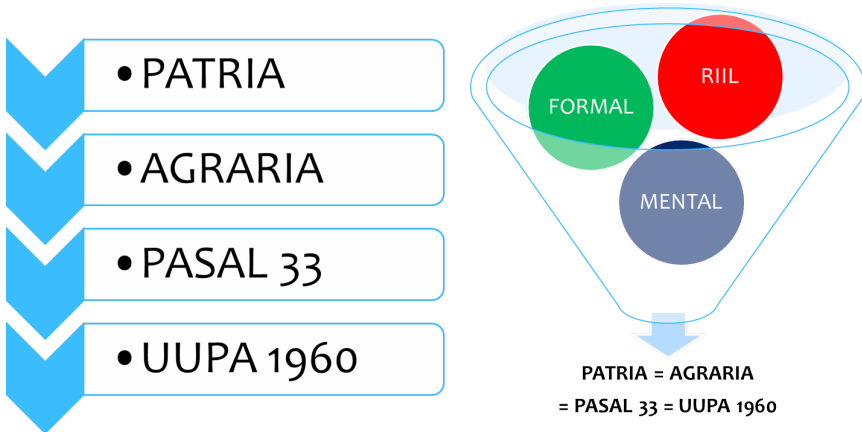 • PATRIA
• AGRARIA
• PASAL 33
• UUPA 1960
FORMAL
RIIL
MENTAL
PATRIA = AGRARIA
= PASAL 33 = UUPA 1960